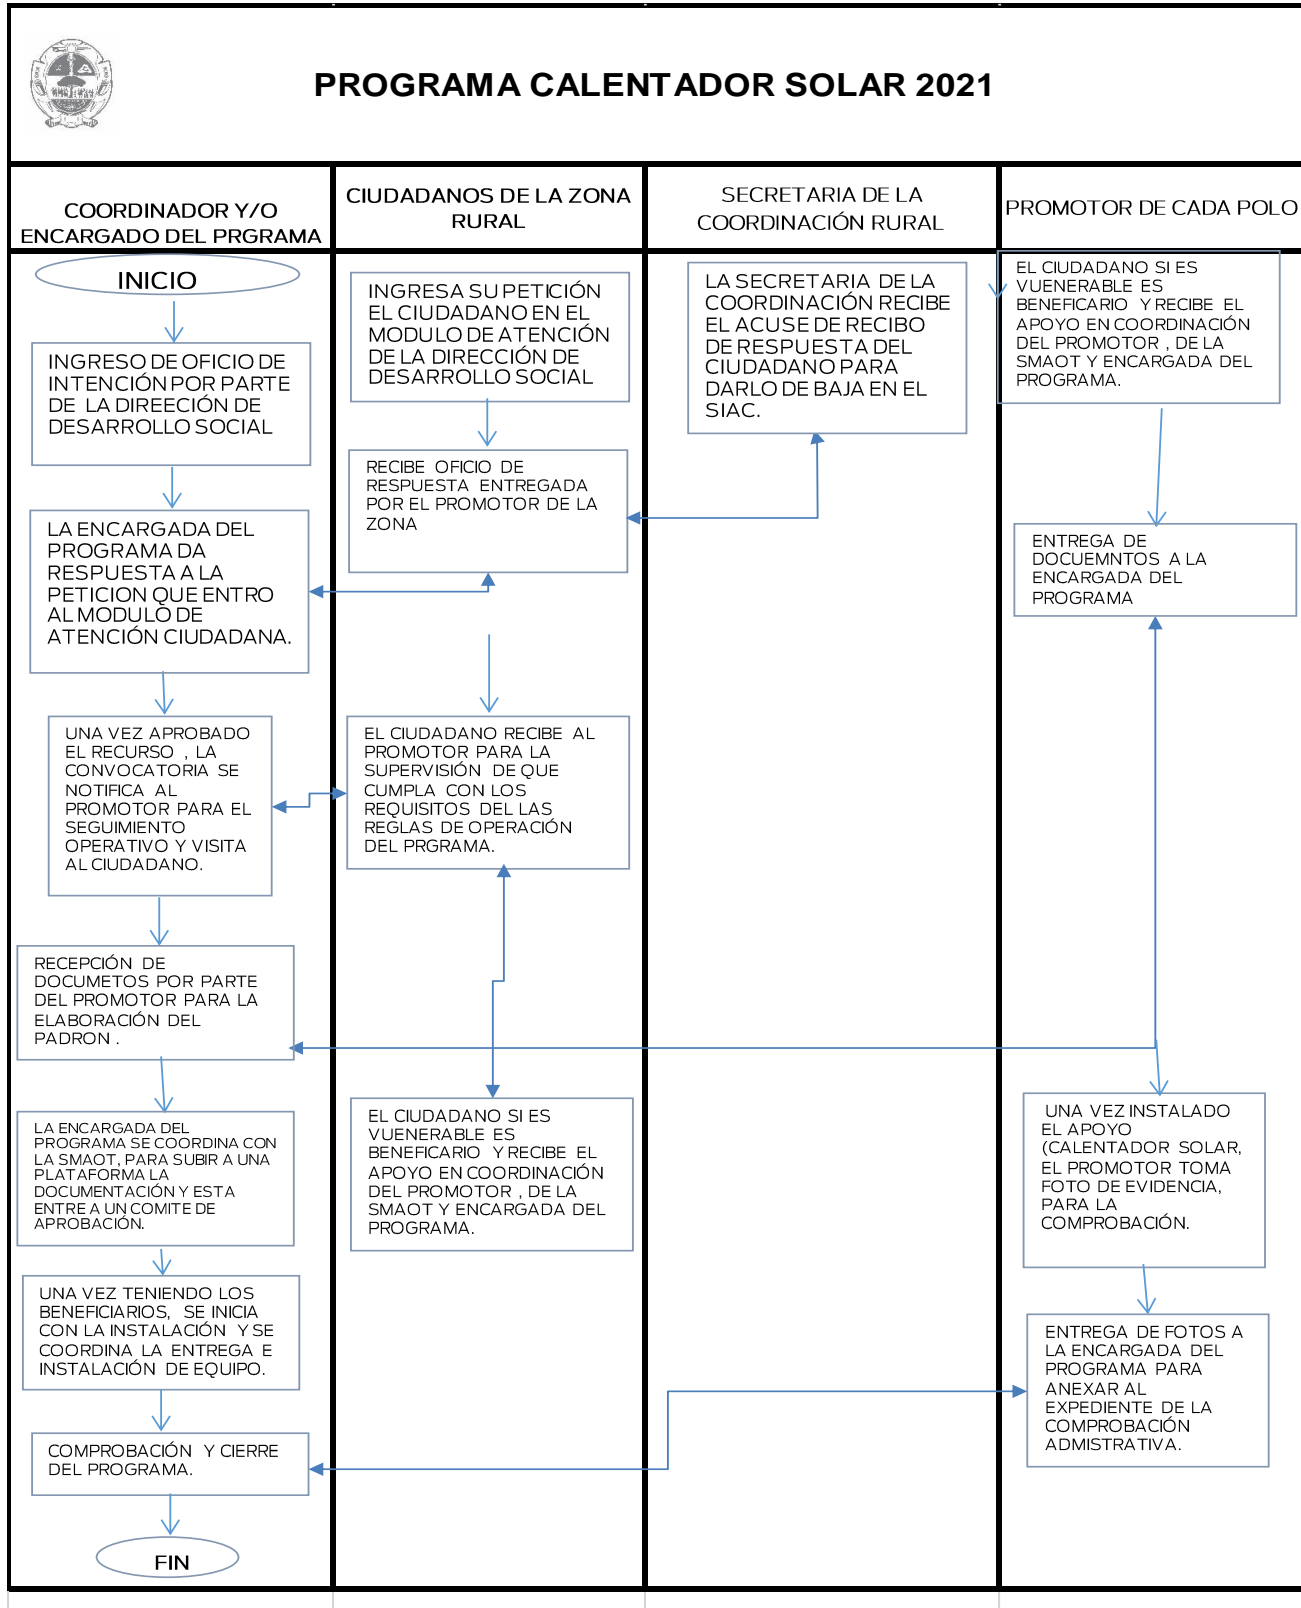 PROGRAMA CALENTADOR SOLAR 2021
COORDINADOR Y/O
ENCARGADO DEL PRGRAMA
CIUDADANOS DE LA ZONA
RURAL
SECRETARIA DE LA
COORDINACIÓN RURAL
PROMOTOR DE CADA POLO
INICIO
INGRESO DE OFICIO DE
INTENCIÓN POR PARTE
DE LA DIREECIÓN DE
DESARROLLO SOCIAL
LA ENCARGADA DEL
PROGRAMA DA
RESPUESTA A LA
PETICION QUE ENTRO
AL MODULO DE
ATENCIÓN CIUDADANA.
UNA VEZ APROBADO
EL RECURSO , LA
CONVOCATORIA SE
NOTIFICA AL
PROMOTOR PARA EL
SEGUIMIENTO
OPERATIVO Y VISITA
AL CIUDADANO.
RECEPCIÓN DE
DOCUMETOS POR PARTE
DEL PROMOTOR PARA LA
ELABORACIÓN DEL
PADRON .
LA ENCARGADA DEL
PROGRAMA SE COORDINA CON
LA SMAOT, PARA SUBIR A UNA
PLATAFORMA LA
DOCUMENTACIÓN Y ESTA
ENTRE A UN COMITE DE
APROBACIÓN.
UNA VEZ TENIENDO LOS
BENEFICIARIOS, SE INICIA
CON LA INSTALACIÓN Y SE
COORDINA LA ENTREGA E
INSTALACIÓN DE EQUIPO.
COMPROBACIÓN Y CIERRE
DEL PROGRAMA.
FIN
INGRESA SU PETICIÓN
EL CIUDADANO EN EL
MODULO DE ATENCIÓN
DE LA DIRECCIÓN DE
DESARROLLO SOCIAL
RECIBE OFICIO DE
RESPUESTA ENTREGADA
POR EL PROMOTOR DE LA
ZONA
EL CIUDADANO RECIBE AL
PROMOTOR PARA LA
SUPERVISIÓN DE QUE
CUMPLA CON LOS
REQUISITOS DEL LAS
REGLAS DE OPERACIÓN
DEL PRGRAMA.
EL CIUDADANO SI ES
VUENERABLE ES
BENEFICARIO Y RECIBE EL
APOYO EN COORDINACIÓN
DEL PROMOTOR , DE LA
SMAOT Y ENCARGADA DEL
PROGRAMA.
LA SECRETARIA DE LA
COORDINACIÓN RECIBE
EL ACUSE DE RECIBO
DE RESPUESTA DEL
CIUDADANO PARA
DARLO DE BAJA EN EL
SIAC.
EL CIUDADANO SI ES
VUENERABLE ES
BENEFICARIO Y RECIBE EL
APOYO EN COORDINACIÓN
DEL PROMOTOR , DE LA
SMAOT Y ENCARGADA DEL
PROGRAMA.
ENTREGA DE
DOCUEMNTOS A LA
ENCARGADA DEL
PROGRAMA
UNA VEZ INSTALADO
EL APOYO
(CALENTADOR SOLAR,
EL PROMOTOR TOMA
FOTO DE EVIDENCIA,
PARA LA
COMPROBACIÓN.
ENTREGA DE FOTOS A
LA ENCARGADA DEL
PROGRAMA PARA
ANEXAR AL
EXPEDIENTE DE LA
COMPROBACIÓN
ADMISTRATIVA.